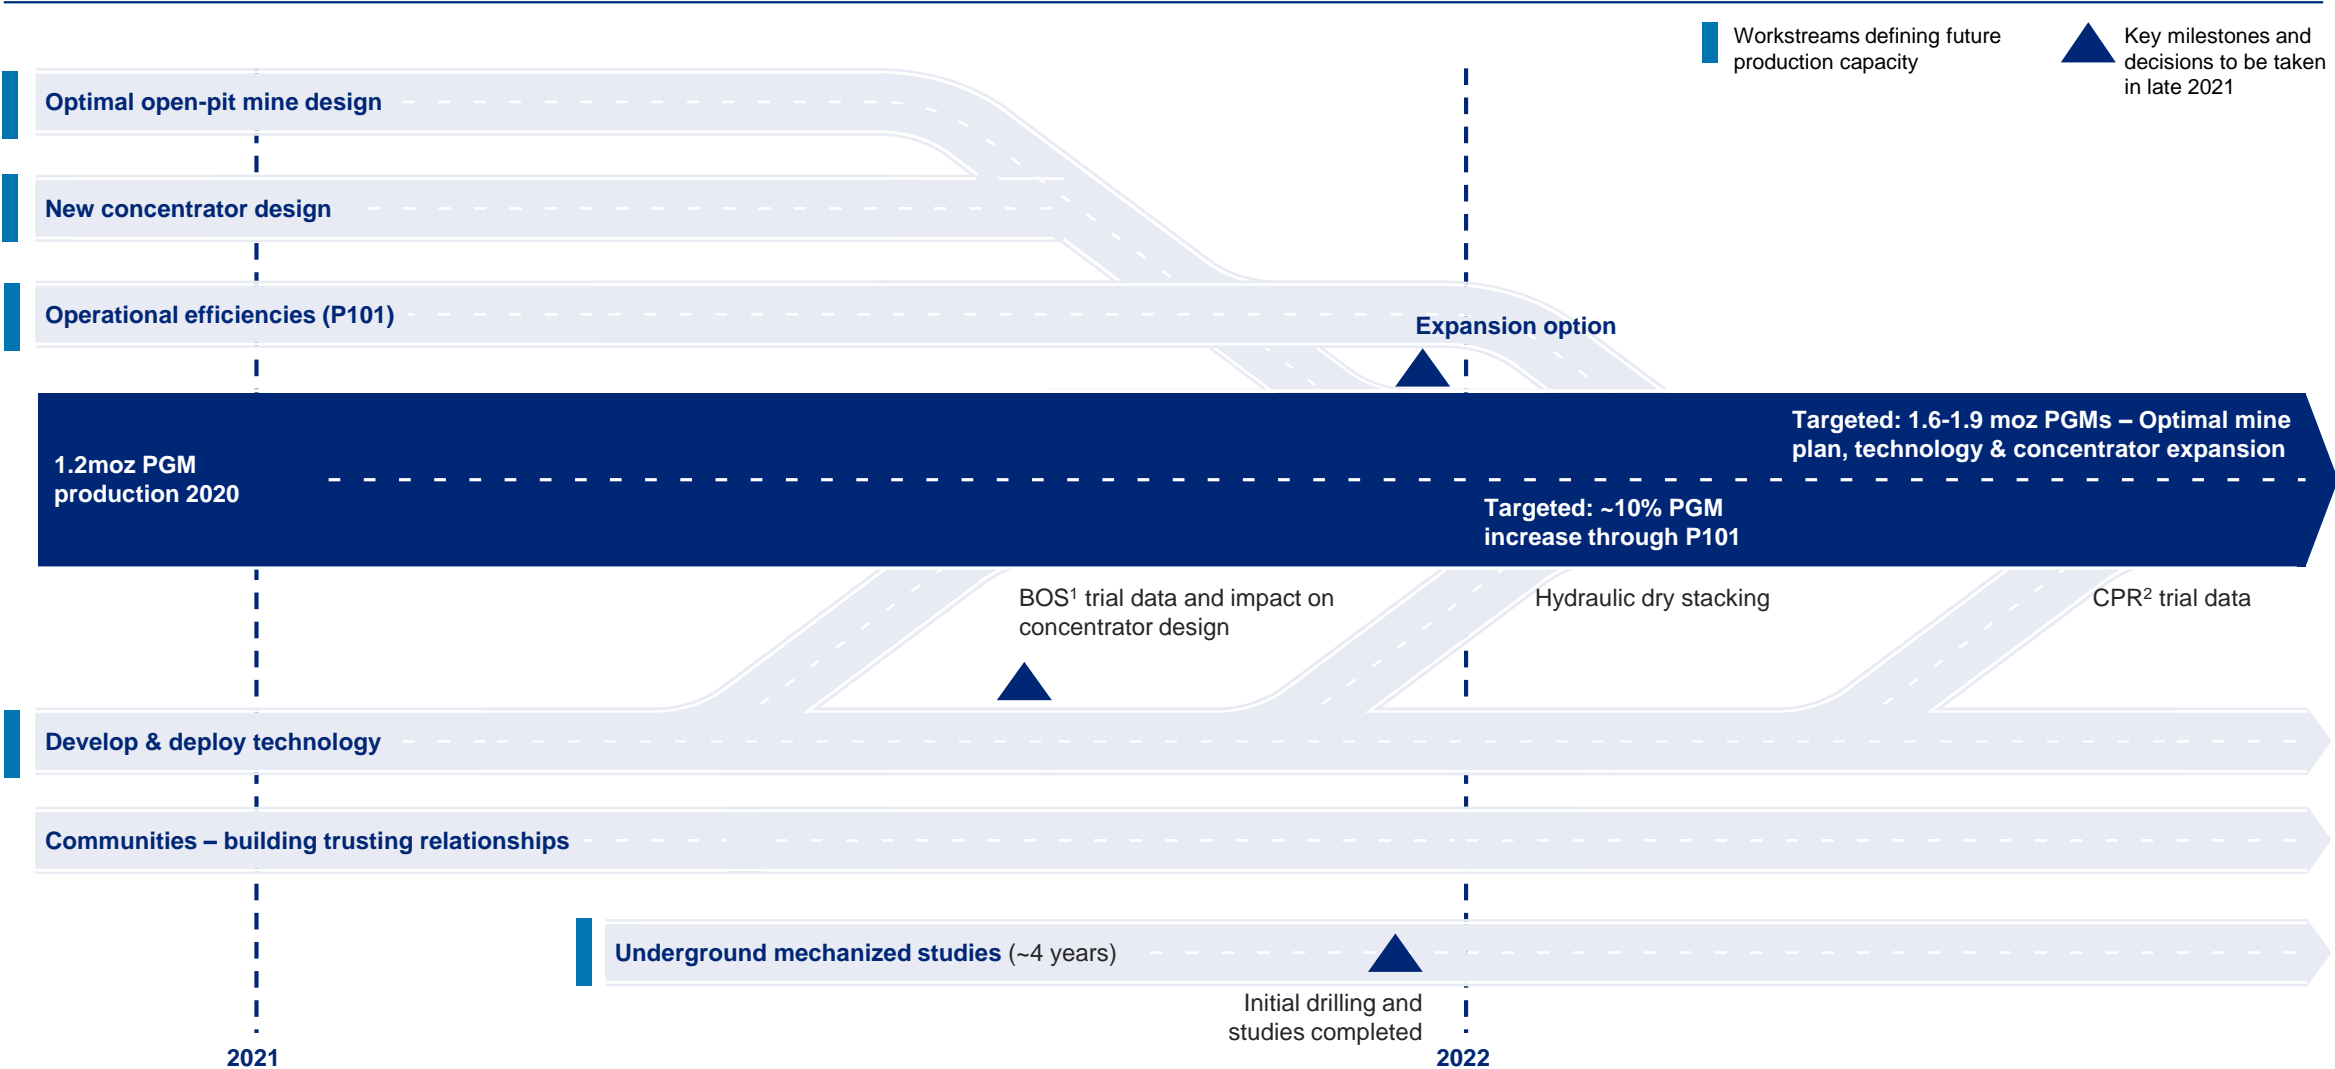 Workstreams defining future
production capacity
Key milestones and
decisions to be taken
in late 2021
Optimal open-pit mine design
New concentrator design
Operational efficiencies (P101)
Expansion option
1.2moz PGM
production 2020
Targeted: 1.6-1.9 moz PGMs – Optimal mine
plan, technology & concentrator expansion
Targeted: ~10% PGM
increase through P101
BOS¹ trial data and impact on
concentrator design
Hydraulic dry stacking
CPR² trial data
Develop & deploy technology
Communities – building trusting relationships
Underground mechanized studies (~4 years)
Initial drilling and
studies completed
2021
2022